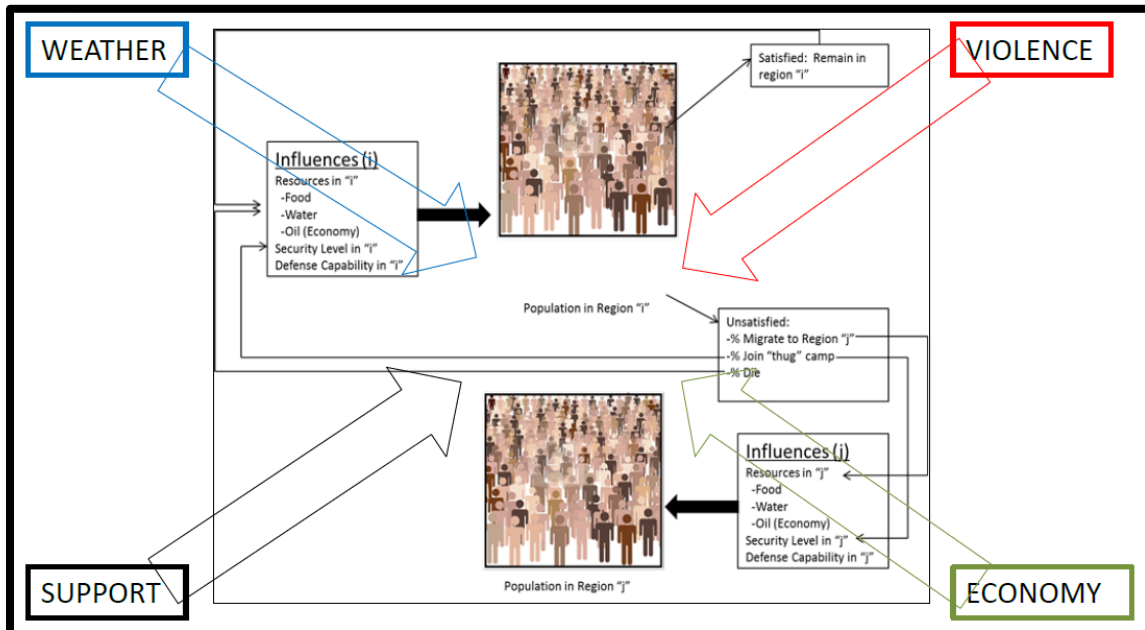 WEATHER
VIOLENCE
Satisfied: Remain in
region "i"
Influences (i)
Resources in "i"
-Food
-Water
-Oil (Economy)
Security Level in "i"
Defense Capability in "i"
Population in Region "i"
Unsatisfied:
-% Migrate to Region "j"
-% Join "thug" camp
-% Die
Influences (j)
Resources in "j"
-Food
-Water
-Oil (Economy)
Security Level in "j"
Defense Capability in "j"
Population in Region "j"
SUPPORT
ECONOMY